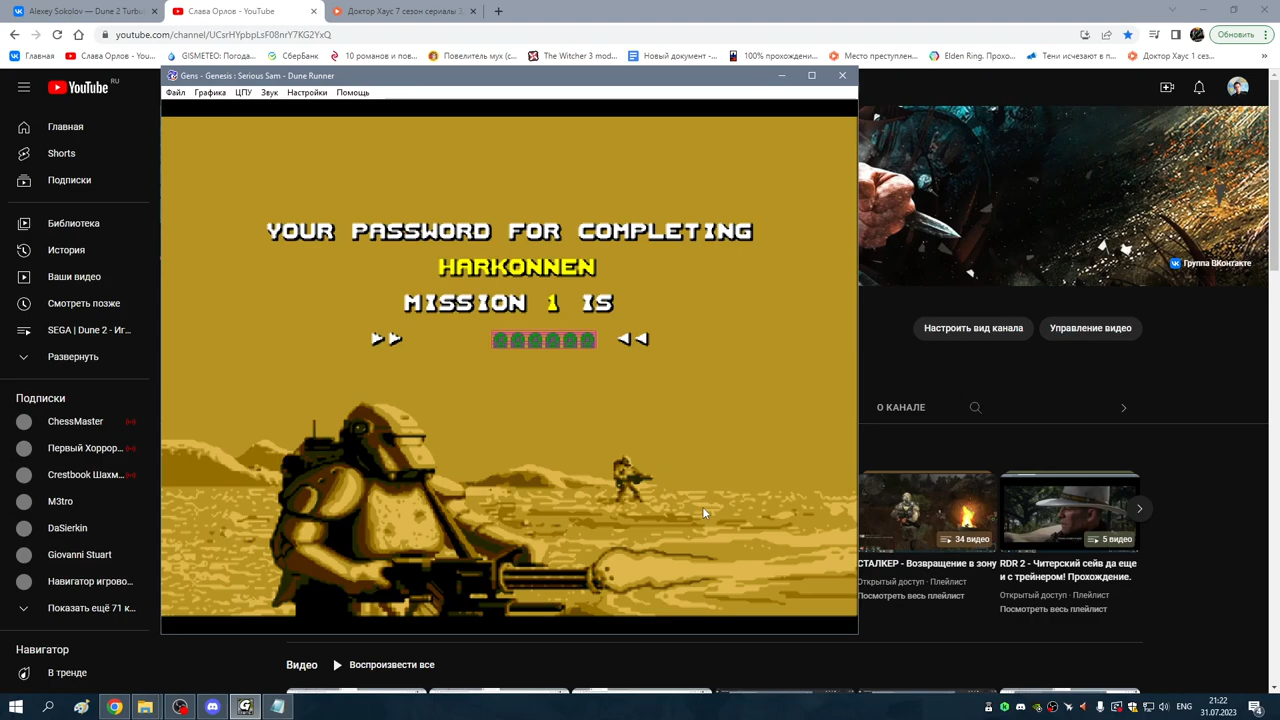 Alexey Sokolov — Dune 2 Turbu
Слава Орлов - YouTube
Доктор Хаус 7 сезон сериалы З
youtube.com/channel/UCsrHYpbpLsF08nrY7KG2YxQ
Обновить
Главная
Слава Орлов - You...
GISMETEO: Погода...
СберБанк
10 романов и пов...
Повелитель мух (с...
The Witcher 3 mod...
Новый документ -...
100% прохождени...
Место преступлен...
Elden Ring. Прохо...
Тени исчезают в п...
Доктор Хаус 1 сез...
»
Gens - Genesis : Serious Sam - Dune Runner
Файл Графика ЦПУ Звук Настройки Помощь
YouTube RU
Главная
Shorts
Подписки
Библиотека
История
Ваши видео
Смотреть позже
SEGA | Dune 2 - Иг...
Развернуть
Подписки
ChessMaster
Первый Хоррор...
Crestbook Шахм...
M3tro
DaSierkin
Giovanni Stuart
Навигатор игрово...
Показать ещё 71 к...
Навигатор
В тренде
YOUR PASSWORD FOR COMPLETING
HARKONNEN
MISSION 1 IS
Группа ВКонтакте
Настроить вид канала
Управление видео
О КАНАЛЕ
34 видео
5 видео
СТАЛКЕР - Возвращение в зону
Открытый доступ · Плейлист
Посмотреть весь плейлист
RDR 2 - Читерский сейв да еще
и с трейнером! Прохождение.
Открытый доступ · Плейлист
Посмотреть весь плейлист
Видео
Воспроизвести все
ENG
21:22
31.07.2023